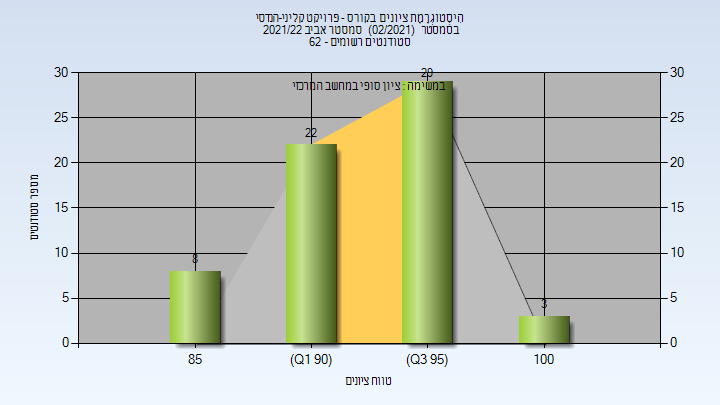 היסטוגרמת ציונים בקורס - פרויקט קליני-הנדסי
בסמסטר (02/2021) סמסטר אביב 2021/22
סטודנטים רשומים - 62
במשימה : ציון סופי במחשב המרכזי
30 30
25 25
20 20
15 15
10 10
5 5
0 0
8 22 29 3
מספר סטודנטים
85 (Q1 90) (Q3 95) 100
טווח ציונים